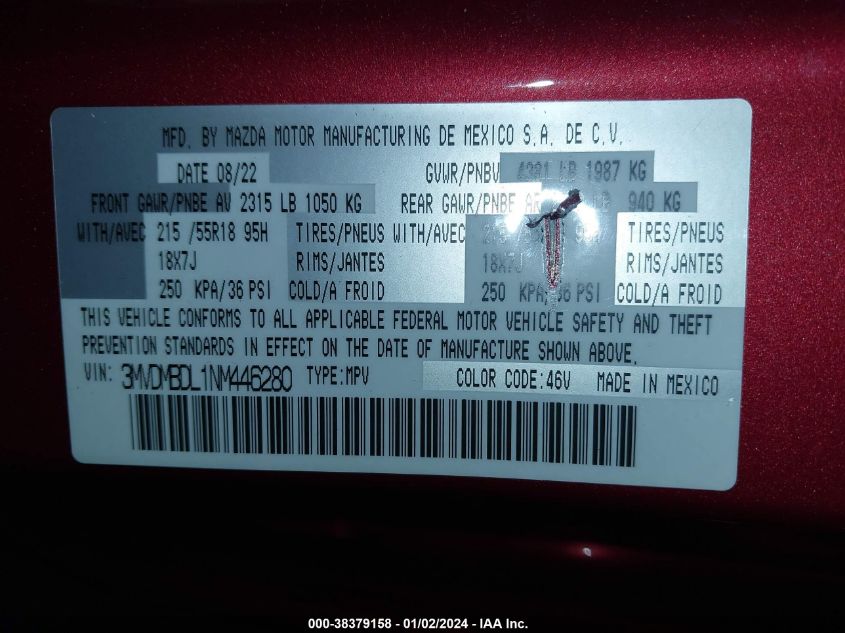 MFD. BY MAZDA MOTOR MANUFACTURING DE MEXICO S.A. DE C.V.
DATE 08/22 GVWR/PNBV 4381 LB 1987 KG
FRONT GAWR/PNBE AV 2315 LB 1050 KG REAR GAWR/PNBE AR 940 KG
WITH/AVEC 215 /55R18 95H TIRES/PNEUS WITH/AVEC TIRES/PNEUS
18X7J RIMS/JANTES 18X7J RIMS/JANTES
250 KPA/36 PSI COLD/A FROID 250 KPA/36 PSI COLD/A FROID
THIS VEHICLE CONFORMS TO ALL APPLICABLE FEDERAL MOTOR VEHICLE SAFETY AND THEFT
PREVENTION STANDARDS IN EFFECT ON THE DATE OF MANUFACTURE SHOWN ABOVE.
VIN: 3MVDMBDL1NM446280 TYPE:MPV COLOR CODE:46V MADE IN MEXICO
000-38379158 - 01/02/2024 - IAA Inc.